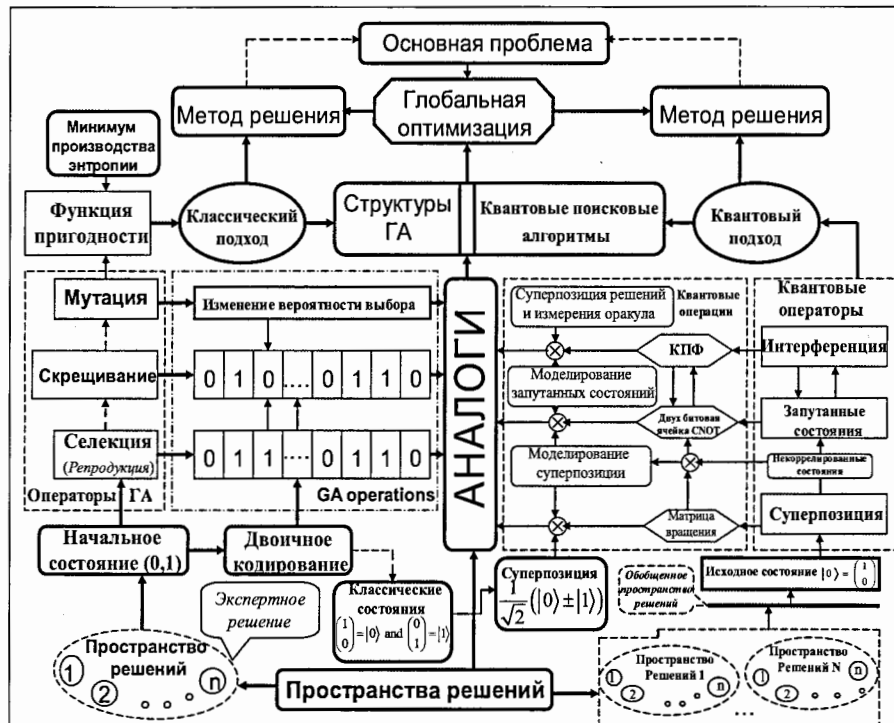 Основная проблема
Метод решения
Глобальная
оптимизация
Метод решения
Минимум
производства
энтропии
Функция
пригодности
Классический
подход
Структуры
ГА
Квантовые поисковые
алгоритмы
Квантовый
подход
Мутация
Скрещивание
Селекция
(Репродукция)
Операторы ГА
Изменение вероятности выбора
0 1 0 .... 0 1 1 0
0 1 1 .... 0 1 1 0
GA operations
АНАЛОГИ
Суперпозиция решений
и измерения оракула
Квантовые
операции
КПФ
Моделирование
запутанных состояний
Двух битовая
ячейка CNOT
Моделирование
суперпозиции
Матрица
вращения
Квантовые
операторы
Интерференция
Запутанные
состояния
Некоррелированные
состояния
Суперпозиция
Начальное
состояние (0,1)
Двоичное
кодирование
Экспертное
решение
Классические
состояния
(1 0) = |0⟩ and (0 1) = |1⟩
Суперпозиция
1/√2 (|0⟩ ± |1⟩)
Обобщенное
пространство
решений
Исходное состояние |0⟩ = (1 0)
Пространство
решений
1 2 n
Пространства решений
Пространство
Решений 1
1 2 n
...
Пространство
Решений N
1 2 n